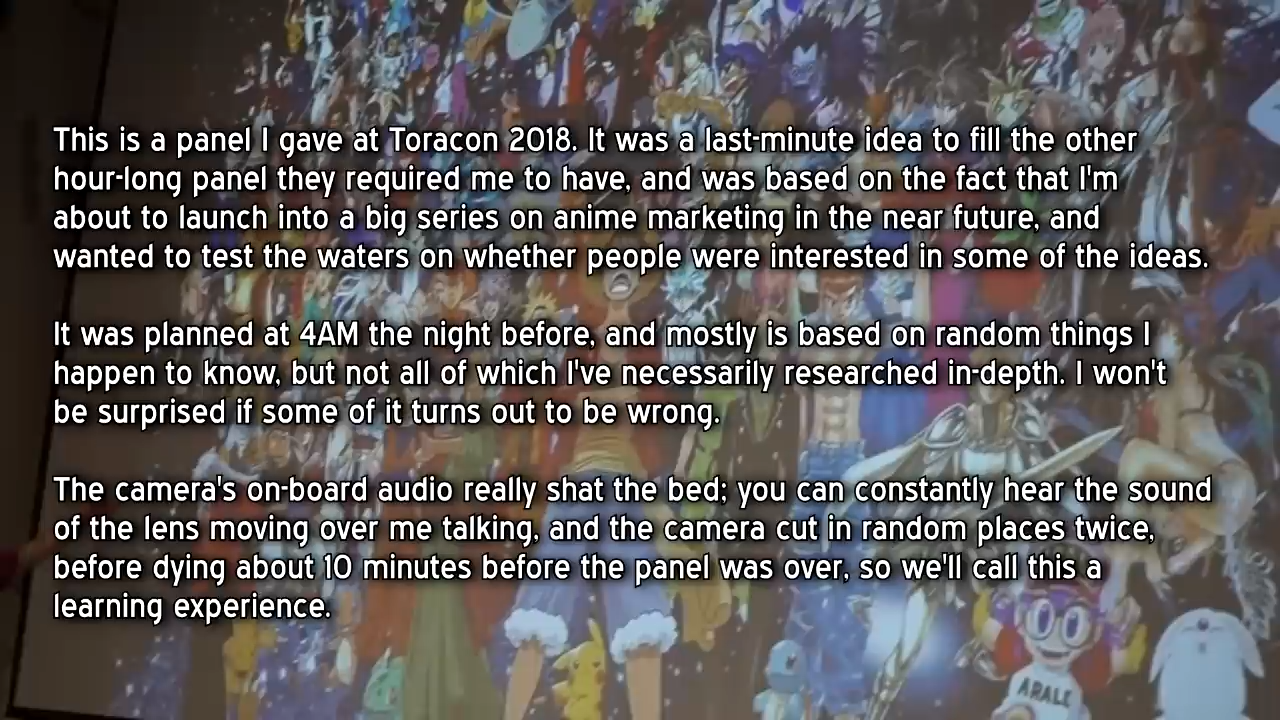 This is a panel I gave at Toracon 2018. It was a last-minute idea to fill the other
hour-long panel they required me to have, and was based on the fact that I'm
about to launch into a big series on anime marketing in the near future, and
wanted to test the waters on whether people were interested in some of the ideas.
It was planned at 4AM the night before, and mostly is based on random things I
happen to know, but not all of which I've necessarily researched in-depth. I won't
be surprised if some of it turns out to be wrong.
The camera's on-board audio really shat the bed; you can constantly hear the sound
of the lens moving over me talking, and the camera cut in random places twice,
before dying about 10 minutes before the panel was over, so we'll call this a
learning experience.
ARALE